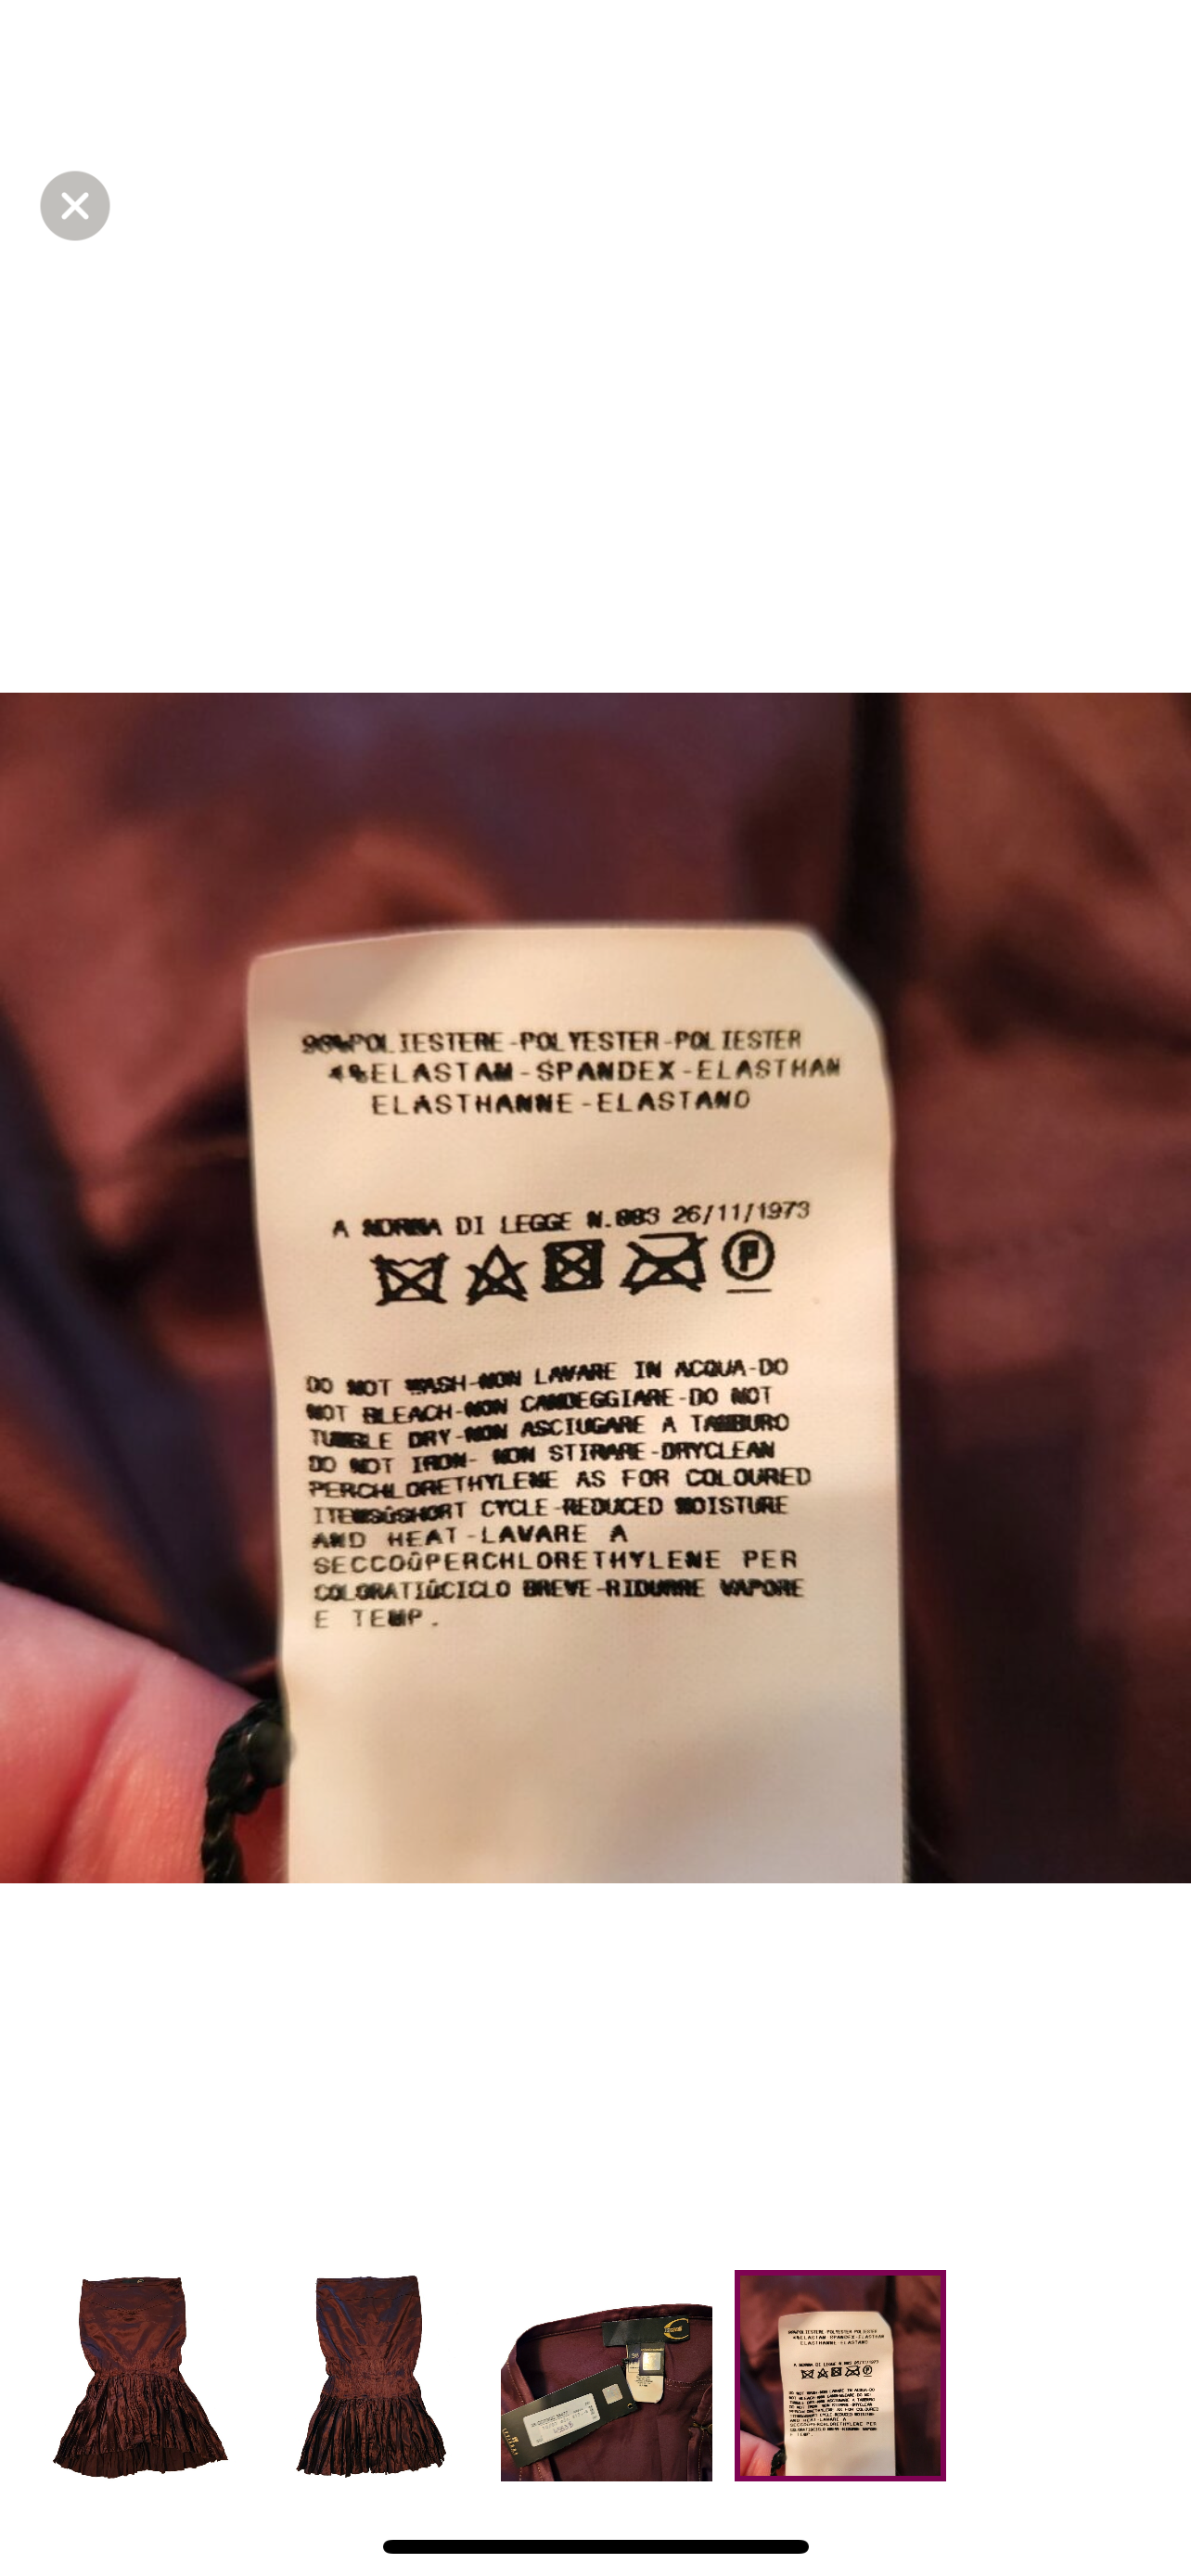 96%POLIESTERE-POLYESTER-POLIESTER
4%ELASTAM-SPANDEX-ELASTHAN
ELASTHANNE-ELASTANO
A NORMA DI LEGGE N.883 26/11/1973
P
DO NOT WASH-NON LAVARE IN ACQUA-DO
NOT BLEACH-NON CANDEGGIARE-DO NOT
TUMBLE DRY-NON ASCIUGARE A TAMBURO
DO NOT IRON- NON STIRARE-DRYCLEAN
PERCHLORETHYLENE AS FOR COLOURED
ITEMSûSHORT CYCLE-REDUCED MOISTURE
AND HEAT-LAVARE A
SECCOûPERCHLORETHYLENE PER
COLORATIûCICLO BREVE-RIDURRE VAPORE
E TEMP.